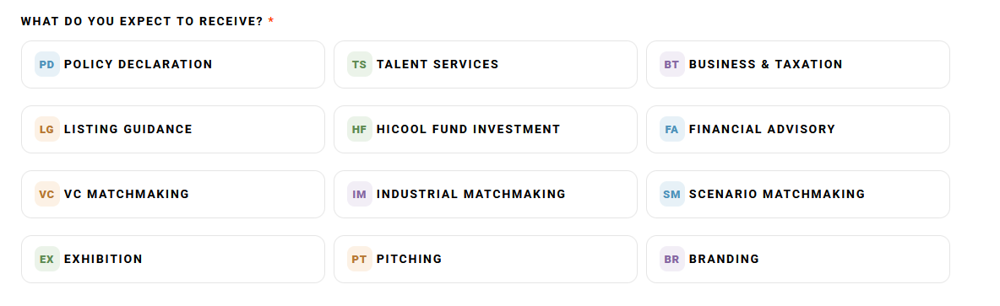 WHAT DO YOU EXPECT TO RECEIVE? *
PD POLICY DECLARATION
TS TALENT SERVICES
BT BUSINESS & TAXATION
LG LISTING GUIDANCE
HF HICOOL FUND INVESTMENT
FA FINANCIAL ADVISORY
VC VC MATCHMAKING
IM INDUSTRIAL MATCHMAKING
SM SCENARIO MATCHMAKING
EX EXHIBITION
PT PITCHING
BR BRANDING